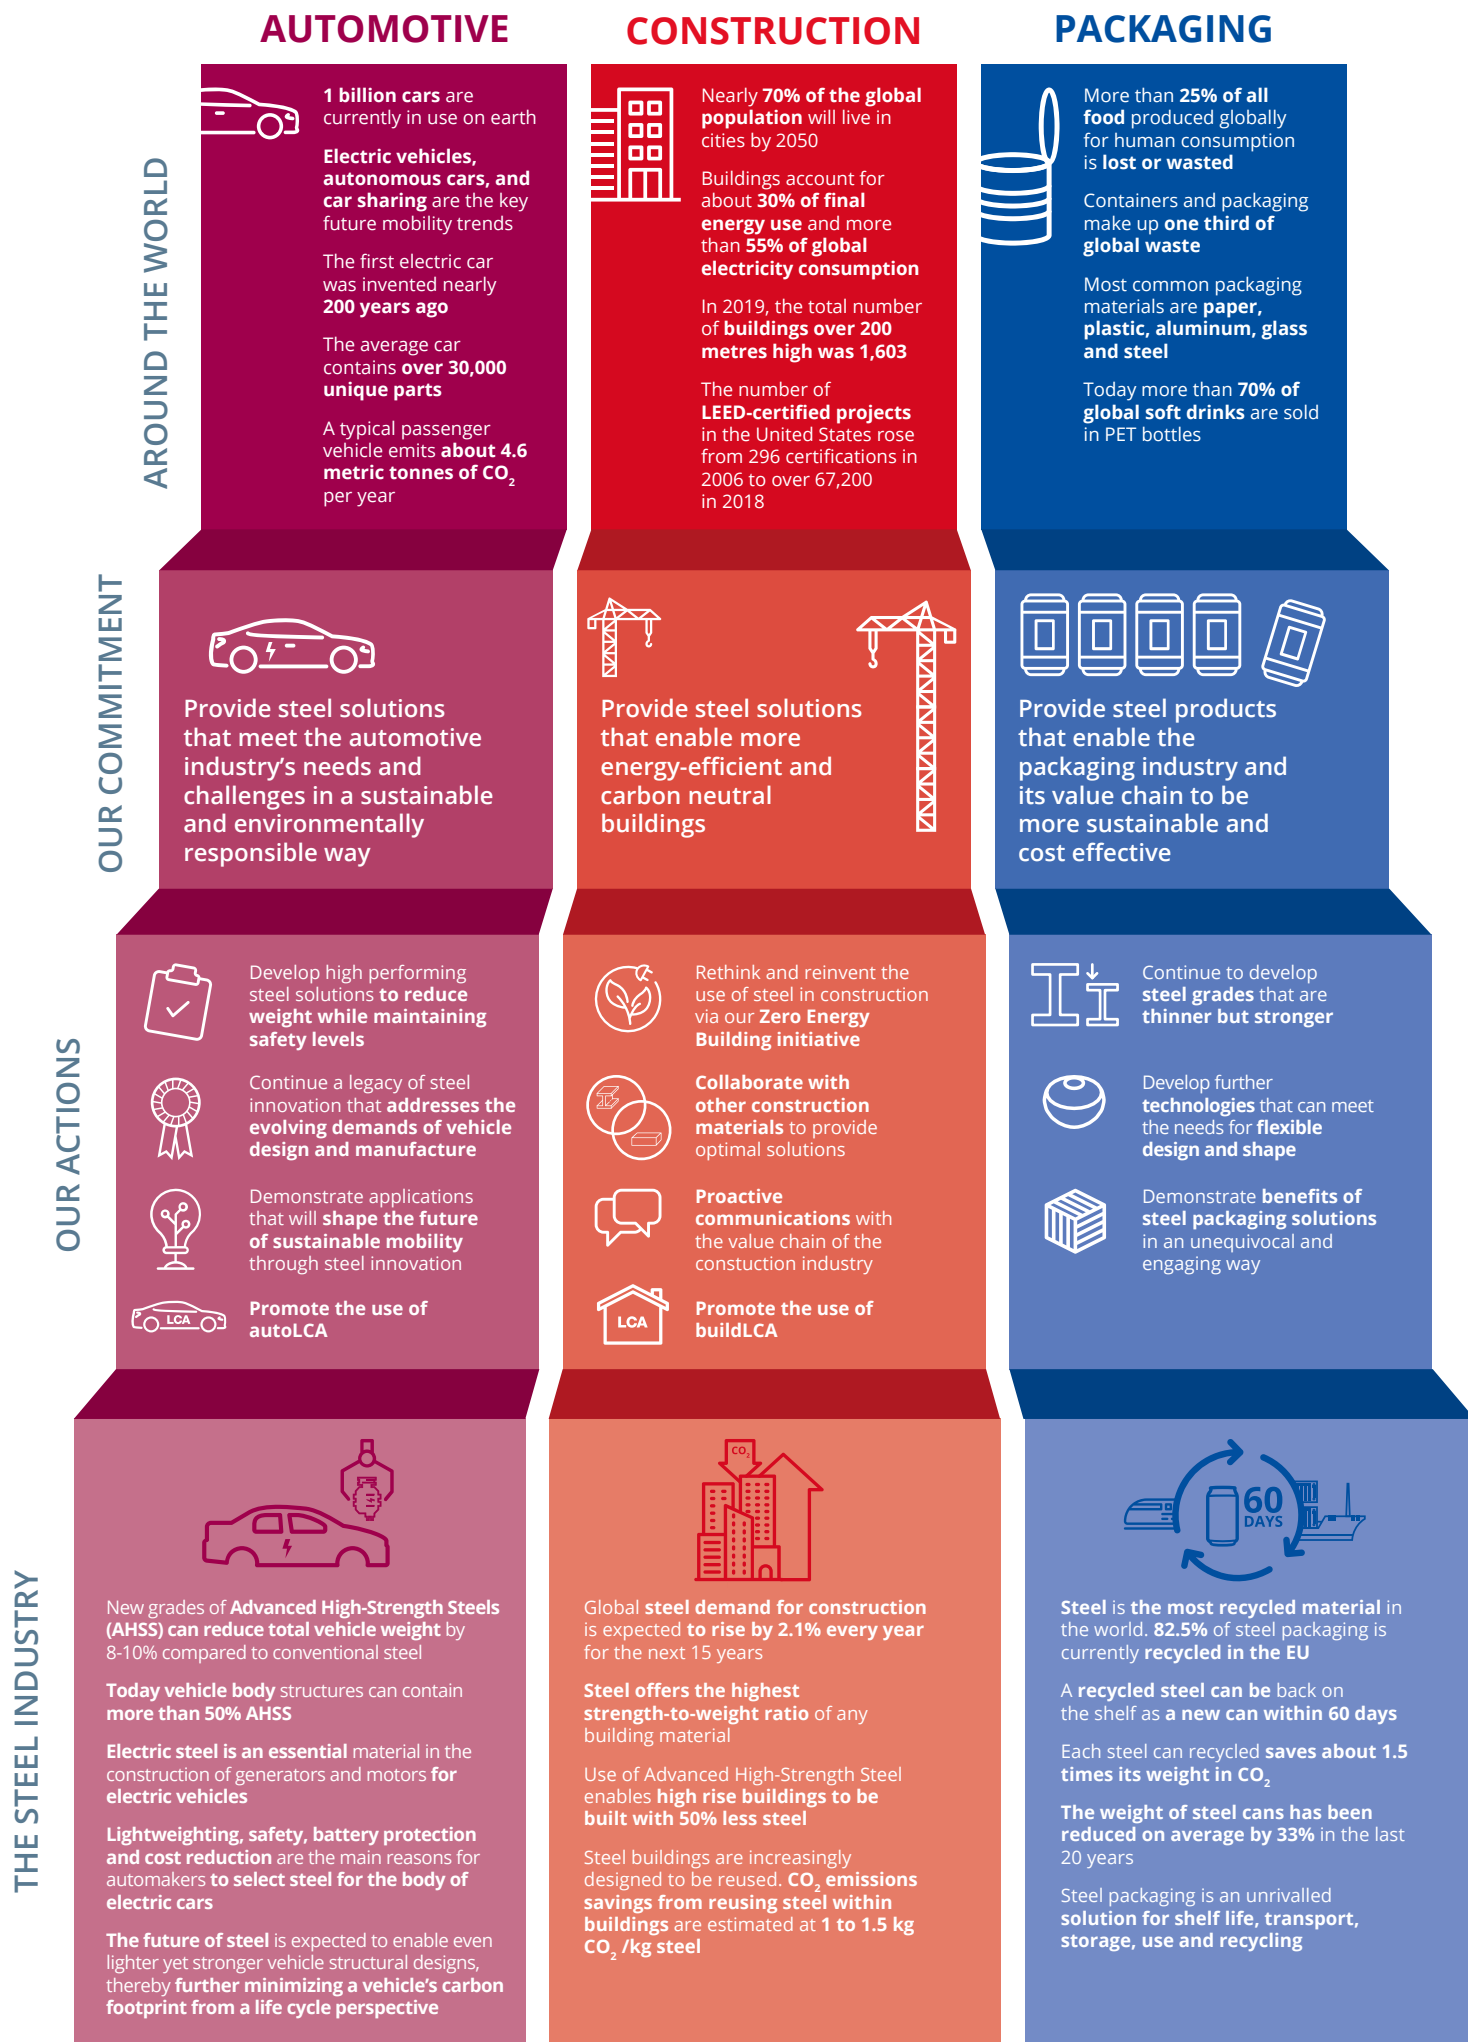 AUTOMOTIVE
CONSTRUCTION
PACKAGING
AROUND THE WORLD
1 billion cars are
currently in use on earth
Electric vehicles,
autonomous cars, and
car sharing are the key
future mobility trends
The first electric car
was invented nearly
200 years ago
The average car
contains over 30,000
unique parts
A typical passenger
vehicle emits about 4.6
metric tonnes of CO₂
per year
Nearly 70% of the global
population will live in
cities by 2050
Buildings account for
about 30% of final
energy use and more
than 55% of global
electricity consumption
In 2019, the total number
of buildings over 200
metres high was 1,603
The number of
LEED-certified projects
in the United States rose
from 296 certifications in
2006 to over 67,200
in 2018
More than 25% of all
food produced globally
for human consumption
is lost or wasted
Containers and packaging
make up one third of
global waste
Most common packaging
materials are paper,
plastic, aluminum, glass
and steel
Today more than 70% of
global soft drinks are sold
in PET bottles
OUR COMMITMENT
Provide steel solutions
that meet the automotive
industry's needs and
challenges in a sustainable
and environmentally
responsible way
Provide steel solutions
that enable more
energy-efficient and
carbon neutral
buildings
Provide steel products
that enable the
packaging industry and
its value chain to be
more sustainable and
cost effective
OUR ACTIONS
Develop high performing
steel solutions to reduce
weight while maintaining
safety levels
Continue a legacy of steel
innovation that addresses the
evolving demands of vehicle
design and manufacture
Demonstrate applications
that will shape the future
of sustainable mobility
through steel innovation
LCA
Promote the use of
autoLCA
Rethink and reinvent the
use of steel in construction
via our Zero Energy
Building initiative
Collaborate with
other construction
materials to provide
optimal solutions
Proactive
communications with
the value chain of the
constuction industry
LCA
Promote the use of
buildLCA
Continue to develop
steel grades that are
thinner but stronger
Develop further
technologies that can meet
the needs for flexible
design and shape
Demonstrate benefits of
steel packaging solutions
in an unequivocal and
engaging way
THE STEEL INDUSTRY
New grades of Advanced High-Strength Steels
(AHSS) can reduce total vehicle weight by
8-10% compared to conventional steel
Today vehicle body structures can contain
more than 50% AHSS
Electric steel is an essential material in the
construction of generators and motors for
electric vehicles
Lightweighting, safety, battery protection
and cost reduction are the main reasons for
automakers to select steel for the body of
electric cars
The future of steel is expected to enable even
lighter yet stronger vehicle structural designs,
thereby further minimizing a vehicle's carbon
footprint from a life cycle perspective
CO₂
Global steel demand for construction
is expected to rise by 2.1% every year
for the next 15 years
Steel offers the highest
strength-to-weight ratio of any
building material
Use of Advanced High-Strength Steel
enables high rise buildings to be
built with 50% less steel
Steel buildings are increasingly
designed to be reused. CO₂ emissions
savings from reusing steel within
buildings are estimated at 1 to 1.5 kg
CO₂ /kg steel
60
DAYS
Steel is the most recycled material in
the world. 82.5% of steel packaging is
currently recycled in the EU
A recycled steel can be back on
the shelf as a new can within 60 days
Each steel can recycled saves about 1.5
times its weight in CO₂
The weight of steel cans has been
reduced on average by 33% in the last
20 years
Steel packaging is an unrivalled
solution for shelf life, transport,
storage, use and recycling